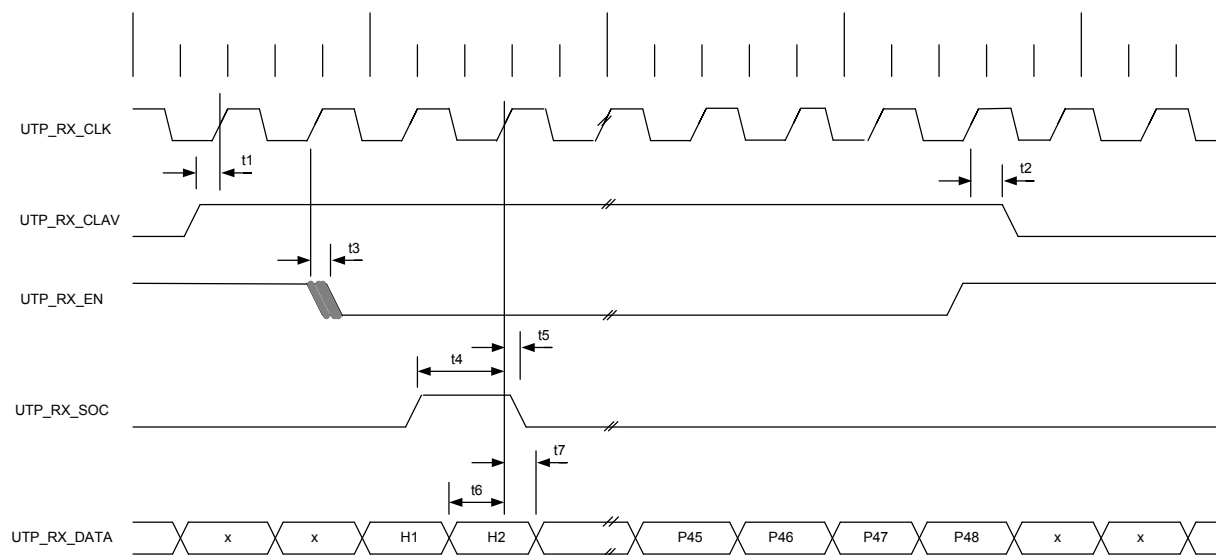 UTP_RX_CLK
t1
t2
UTP_RX_CLAV
t3
UTP_RX_EN
t5
t4
UTP_RX_SOC
t7
t6
UTP_RX_DATA x x H1 H2 P45 P46 P47 P48 x x